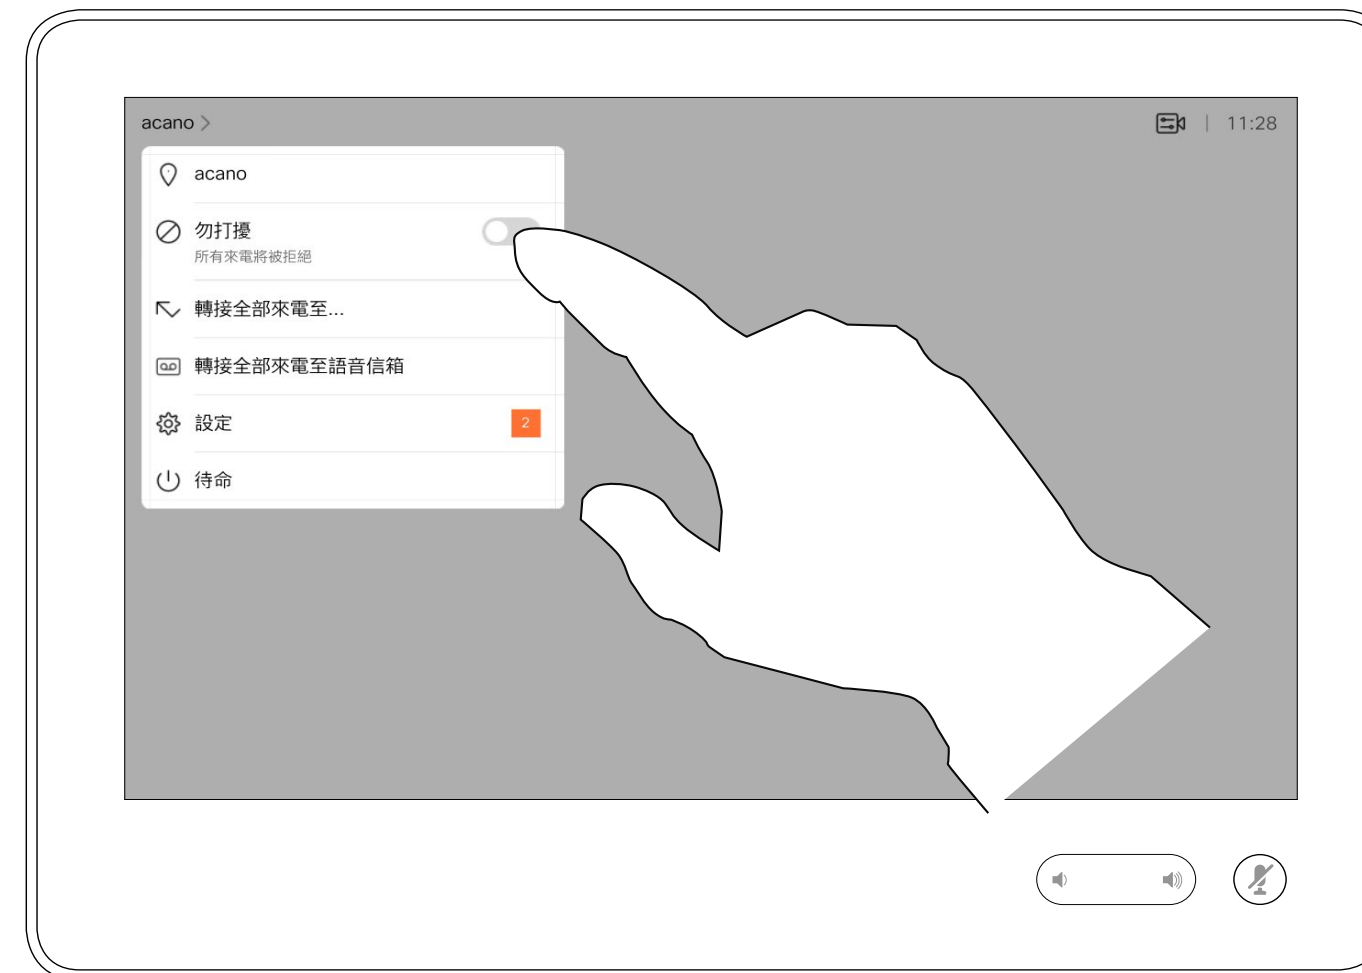 acano >
11:28
acano
勿打擾
所有來電將被拒絕
轉接全部來電至...
轉接全部來電至語音信箱
設定
2
待命